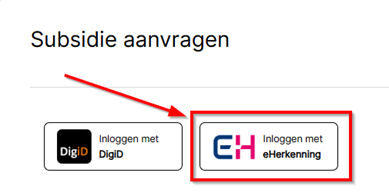 Subsidie aanvragen
DigiD
Inloggen met
DigiD
EH
Inloggen met
eHerkenning